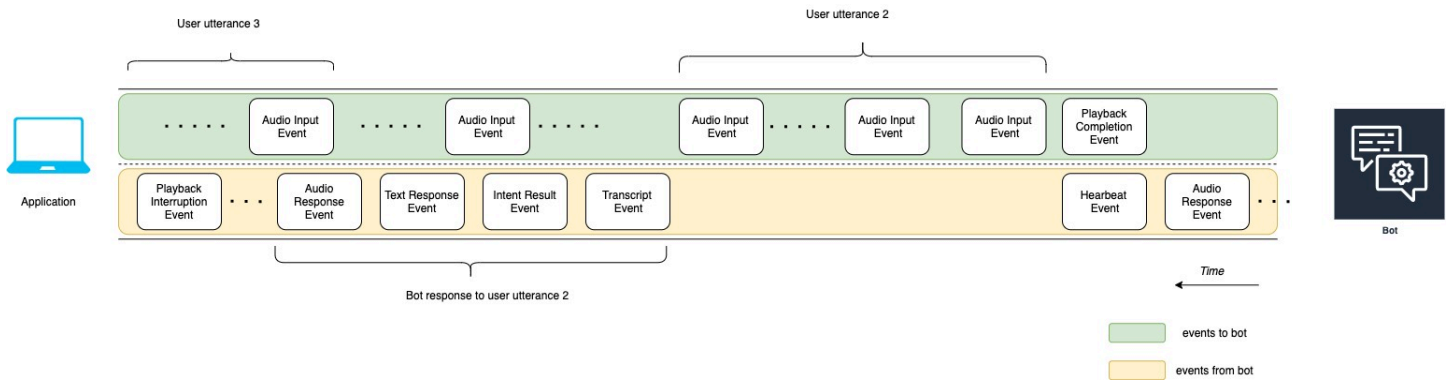 User utterance 3
User utterance 2
Audio Input
Event
Audio Input
Event
Audio Input
Event
Audio Input
Event
Audio Input
Event
Playback
Completion
Event
Application
Playback
Interruption
Event
Audio
Response
Event
Text Response
Event
Intent Result
Event
Transcript
Event
Hearbeat
Event
Audio
Response
Event
Bot
Bot response to user utterance 2
Time
events to bot
events from bot